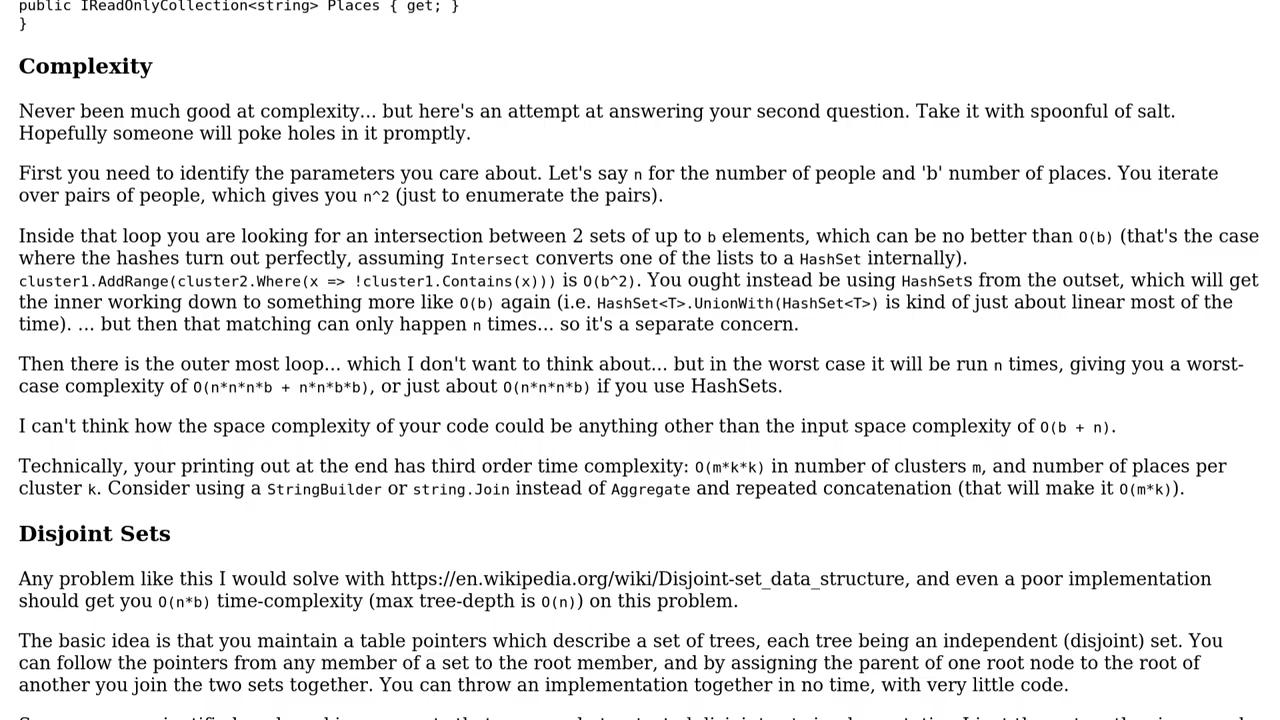 public IReadOnlyCollection<string> Places { get; }
}
Complexity
Never been much good at complexity... but here's an attempt at answering your second question. Take it with spoonful of salt.
Hopefully someone will poke holes in it promptly.
First you need to identify the parameters you care about. Let's say n for the number of people and 'b' number of places. You iterate
over pairs of people, which gives you n^2 (just to enumerate the pairs).
Inside that loop you are looking for an intersection between 2 sets of up to b elements, which can be no better than O(b) (that's the case
where the hashes turn out perfectly, assuming Intersect converts one of the lists to a HashSet internally).
cluster1.AddRange(cluster2.Where(x => !cluster1.Contains(x))) is O(b^2). You ought instead be using HashSets from the outset, which will get
the inner working down to something more like O(b) again (i.e. HashSet<T>.UnionWith(HashSet<T>) is kind of just about linear most of the
time). ... but then that matching can only happen n times... so it's a separate concern.
Then there is the outer most loop... which I don't want to think about... but in the worst case it will be run n times, giving you a worst-
case complexity of O(n*n*n*b + n*n*b*b), or just about O(n*n*n*b) if you use HashSets.
I can't think how the space complexity of your code could be anything other than the input space complexity of O(b + n).
Technically, your printing out at the end has third order time complexity: O(m*k*k) in number of clusters m, and number of places per
cluster k. Consider using a StringBuilder or string.Join instead of Aggregate and repeated concatenation (that will make it O(m*k)).
Disjoint Sets
Any problem like this I would solve with https://en.wikipedia.org/wiki/Disjoint-set_data_structure, and even a poor implementation
should get you O(n*b) time-complexity (max tree-depth is O(n)) on this problem.
The basic idea is that you maintain a table pointers which describe a set of trees, each tree being an independent (disjoint) set. You
can follow the pointers from any member of a set to the root member, and by assigning the parent of one root node to the root of
another you join the two sets together. You can throw an implementation together in no time, with very little code.